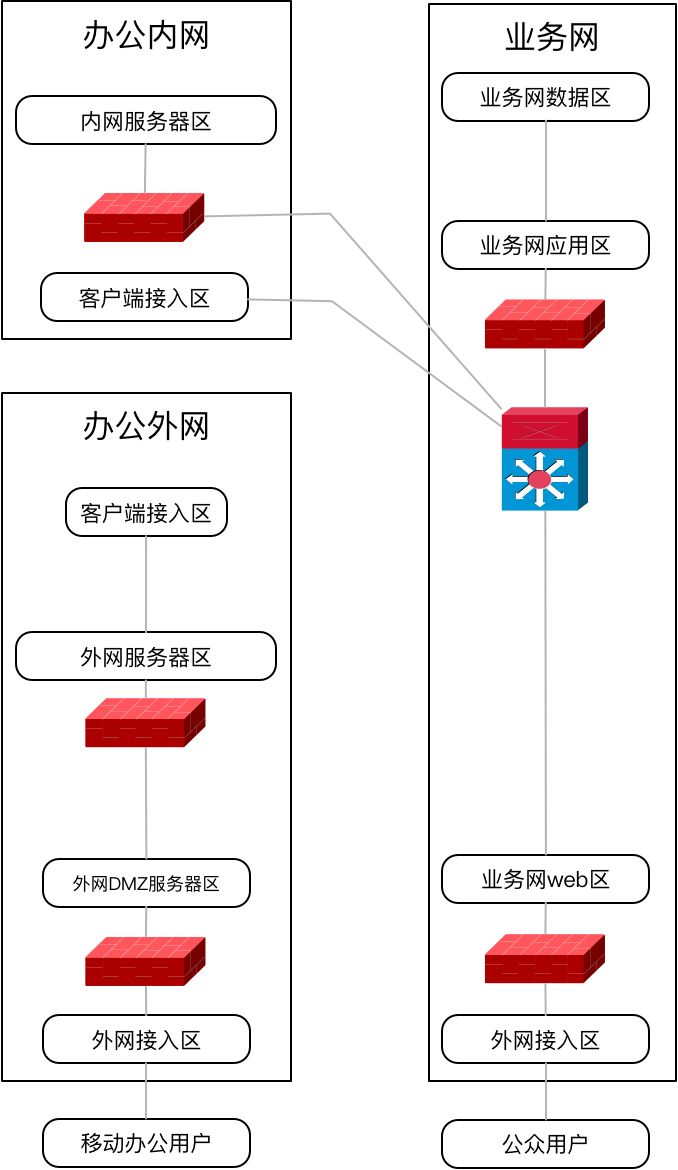 办公内网
内网服务器区
客户端接入区
办公外网
客户端接入区
外网服务器区
外网DMZ服务器区
外网接入区
移动办公用户
业务网
业务网数据区
业务网应用区
业务网web区
外网接入区
公众用户